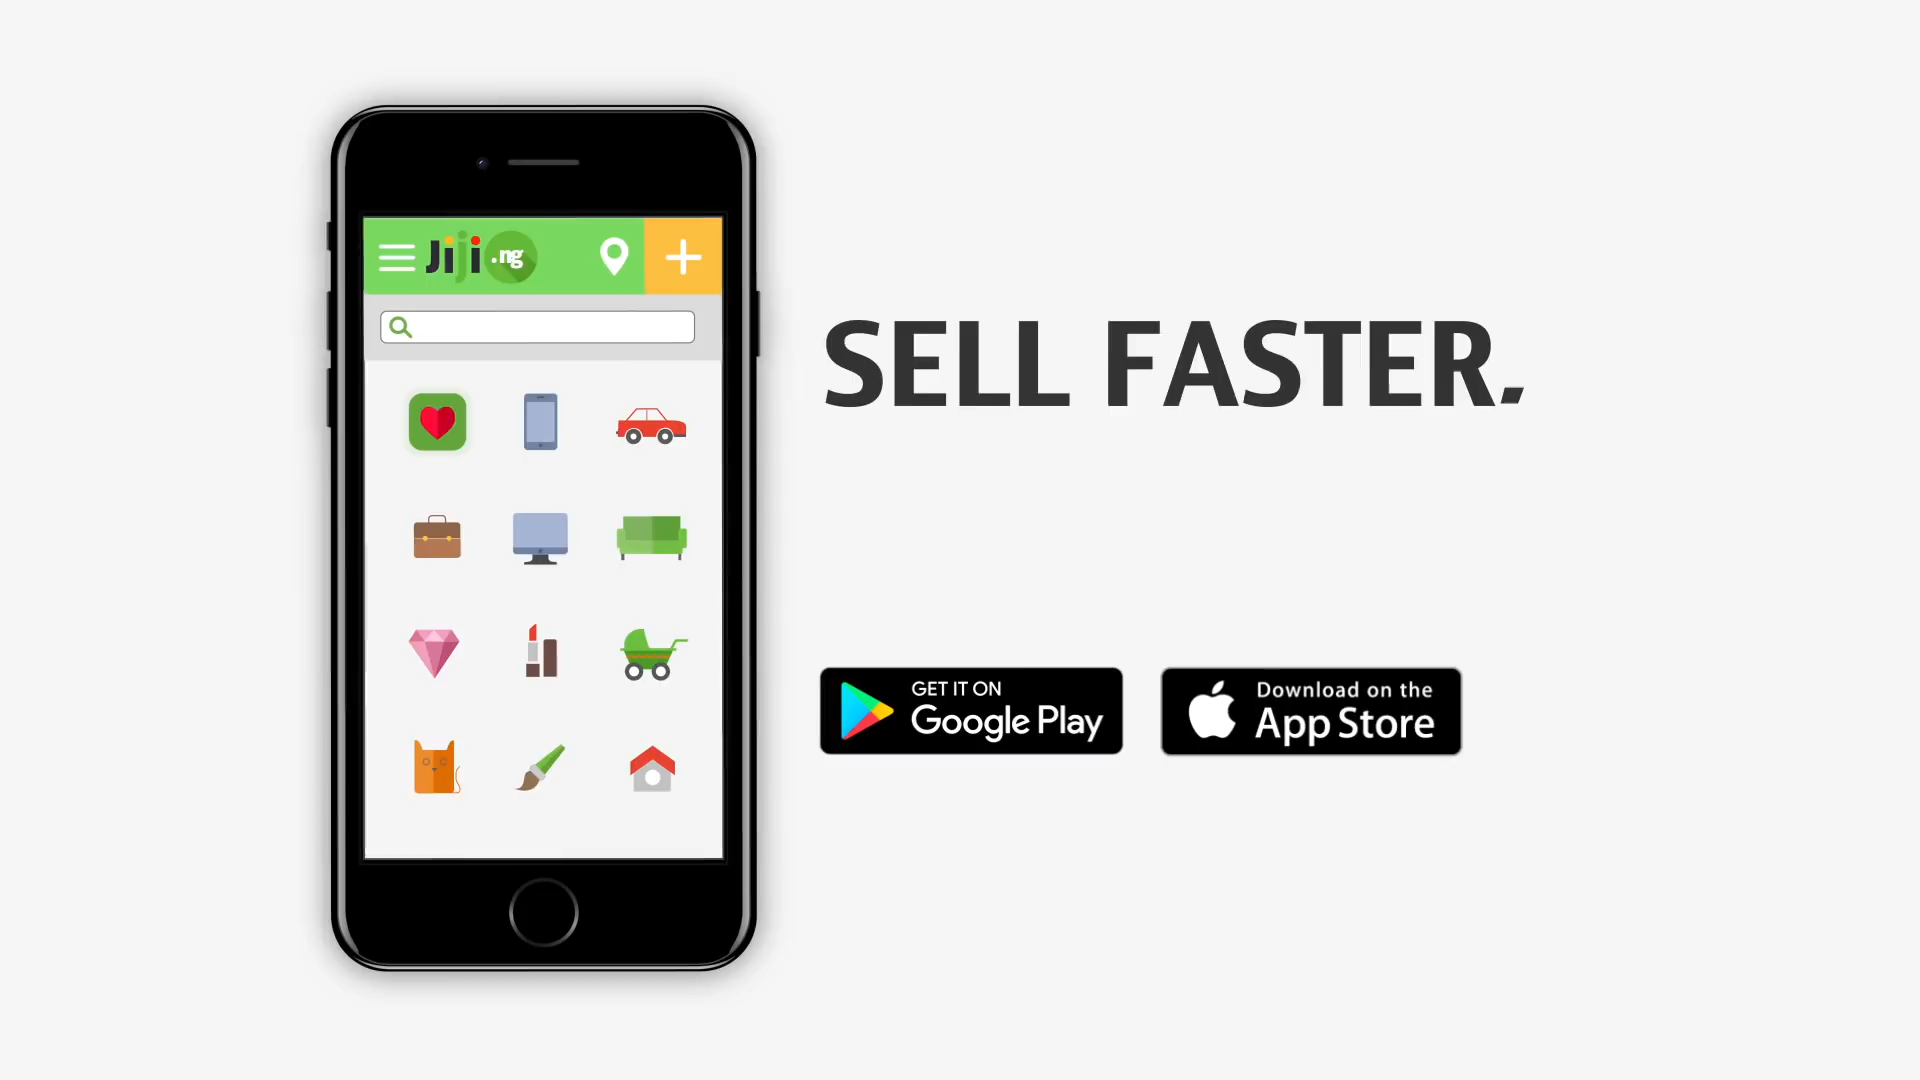 Jiji.ng
SELL FASTER.
GET IT ON
Google Play
Download on the
App Store